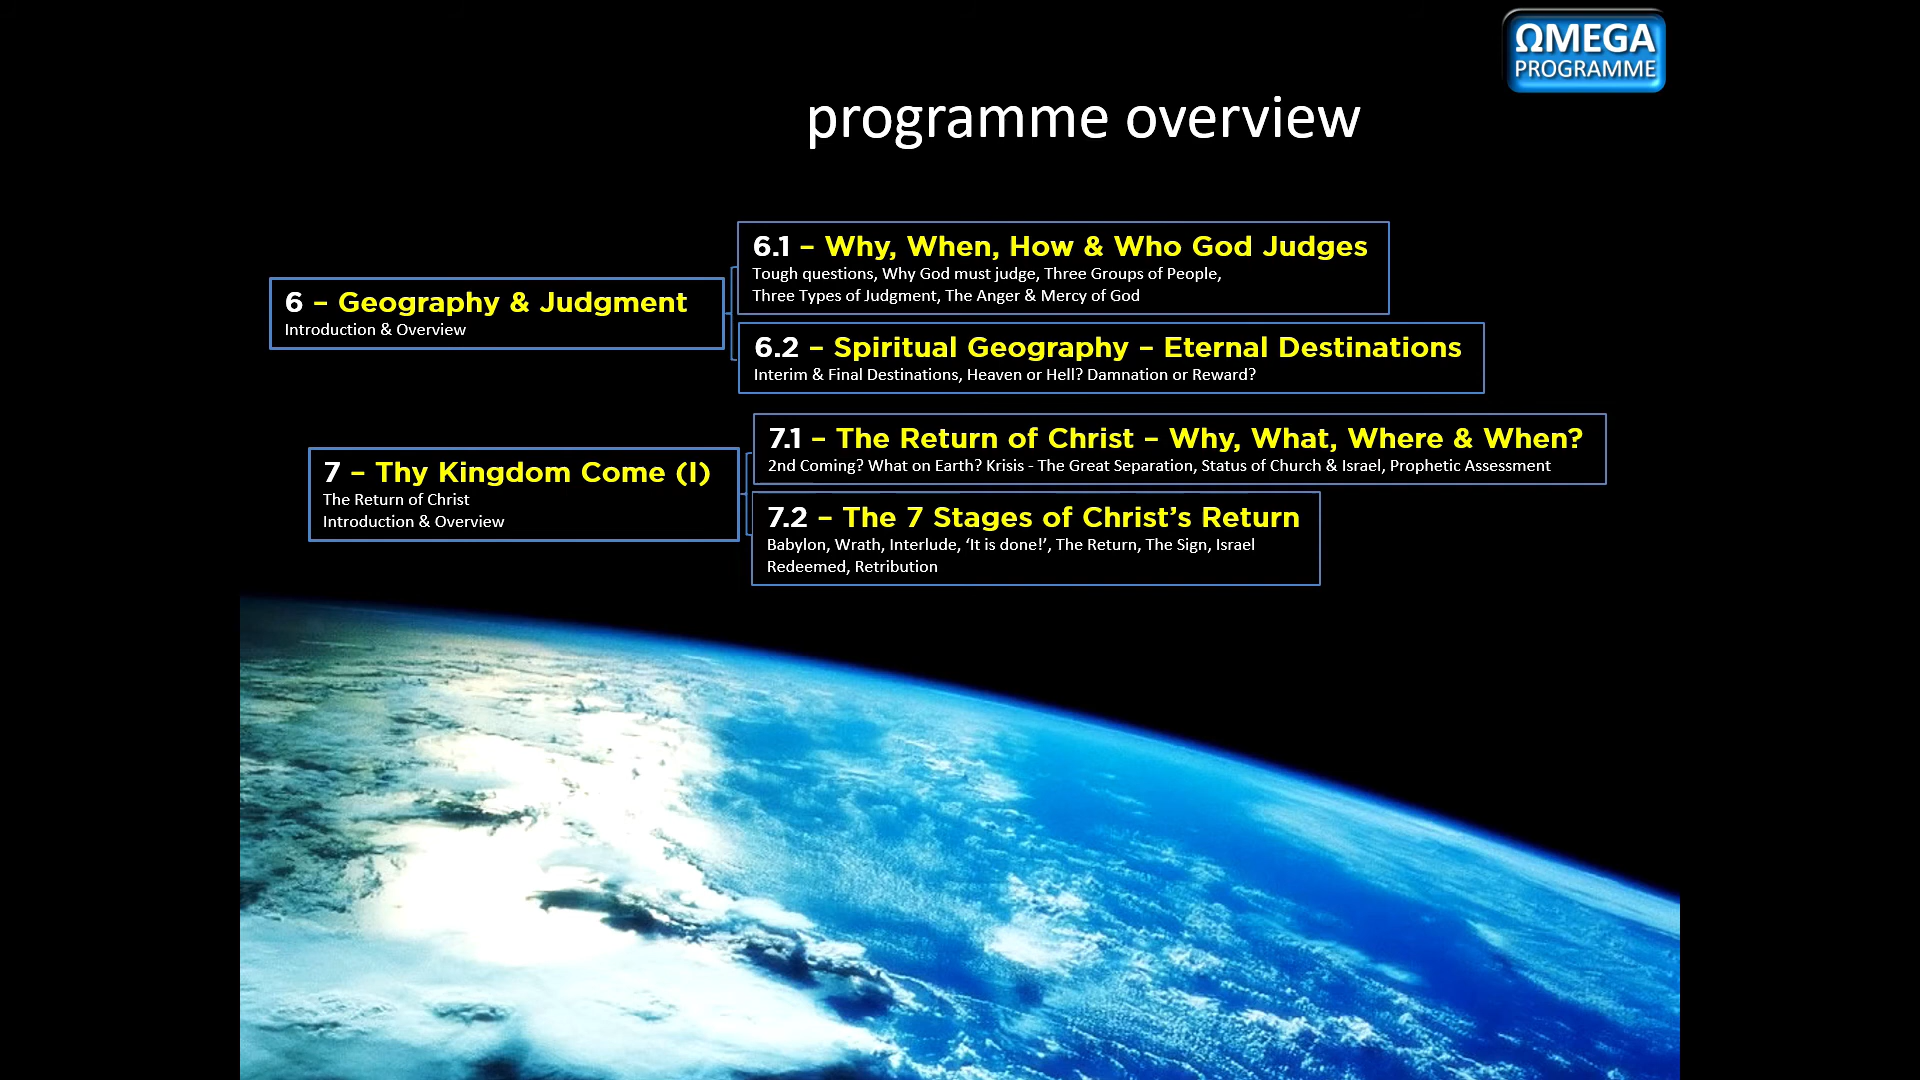 ΩMEGA
PROGRAMME
programme overview
6 – Geography & Judgment
Introduction & Overview
6.1 – Why, When, How & Who God Judges
Tough questions, Why God must judge, Three Groups of People,
Three Types of Judgment, The Anger & Mercy of God
6.2 – Spiritual Geography – Eternal Destinations
Interim & Final Destinations, Heaven or Hell? Damnation or Reward?
7 – Thy Kingdom Come (I)
The Return of Christ
Introduction & Overview
7.1 – The Return of Christ – Why, What, Where & When?
2nd Coming? What on Earth? Krisis - The Great Separation, Status of Church & Israel, Prophetic Assessment
7.2 – The 7 Stages of Christ’s Return
Babylon, Wrath, Interlude, ‘It is done!’, The Return, The Sign, Israel
Redeemed, Retribution